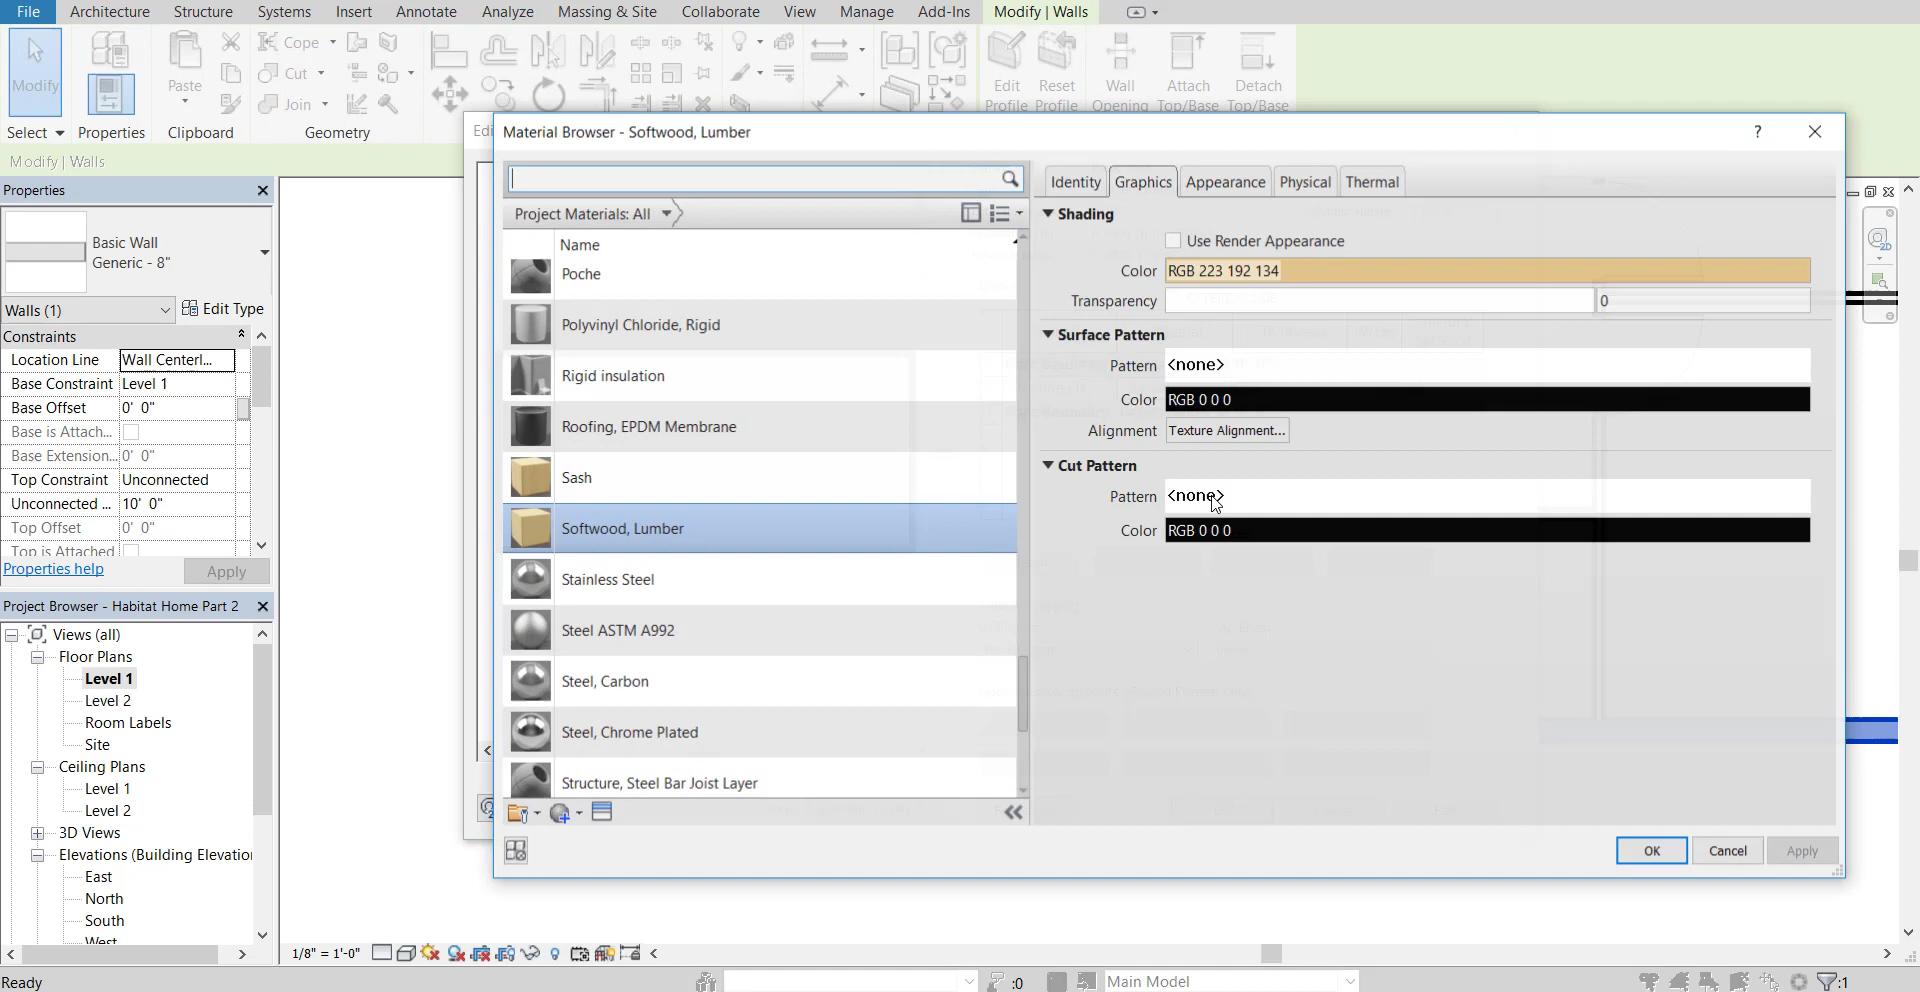 File Architecture Structure Systems Insert Annotate Analyze Massing & Site Collaborate View Manage Add-Ins Modify | Walls
Modify
Paste
Cope
Cut
Join
Edit Profile
Reset Profile
Wall Opening
Attach Top/Base
Detach Top/Base
Select Properties Clipboard Geometry
Modify | Walls
Properties
Basic Wall
Generic - 8"
Walls (1) Edit Type
Constraints
Location Line Wall Centerl...
Base Constraint Level 1
Base Offset 0' 0"
Base is Attach...
Base Extension... 0' 0"
Top Constraint Unconnected
Unconnected ... 10' 0"
Top Offset 0' 0"
Top is Attached
Properties help Apply
Project Browser - Habitat Home Part 2
Views (all)
Floor Plans
Level 1
Level 2
Room Labels
Site
Ceiling Plans
Level 1
Level 2
3D Views
Elevations (Building Elevation
East
North
South
West
Edi
Material Browser - Softwood, Lumber ?
Project Materials: All
Name
Poche
Polyvinyl Chloride, Rigid
Rigid insulation
Roofing, EPDM Membrane
Sash
Softwood, Lumber
Stainless Steel
Steel ASTM A992
Steel, Carbon
Steel, Chrome Plated
Structure, Steel Bar Joist Layer
Identity Graphics Appearance Physical Thermal
Shading
Use Render Appearance
Color RGB 223 192 134
Transparency 0
Surface Pattern
Pattern <none>
Color RGB 0 0 0
Alignment Texture Alignment...
Cut Pattern
Pattern <none>
Color RGB 0 0 0
OK Cancel Apply
1/8" = 1'-0"
Ready :0 Main Model :1